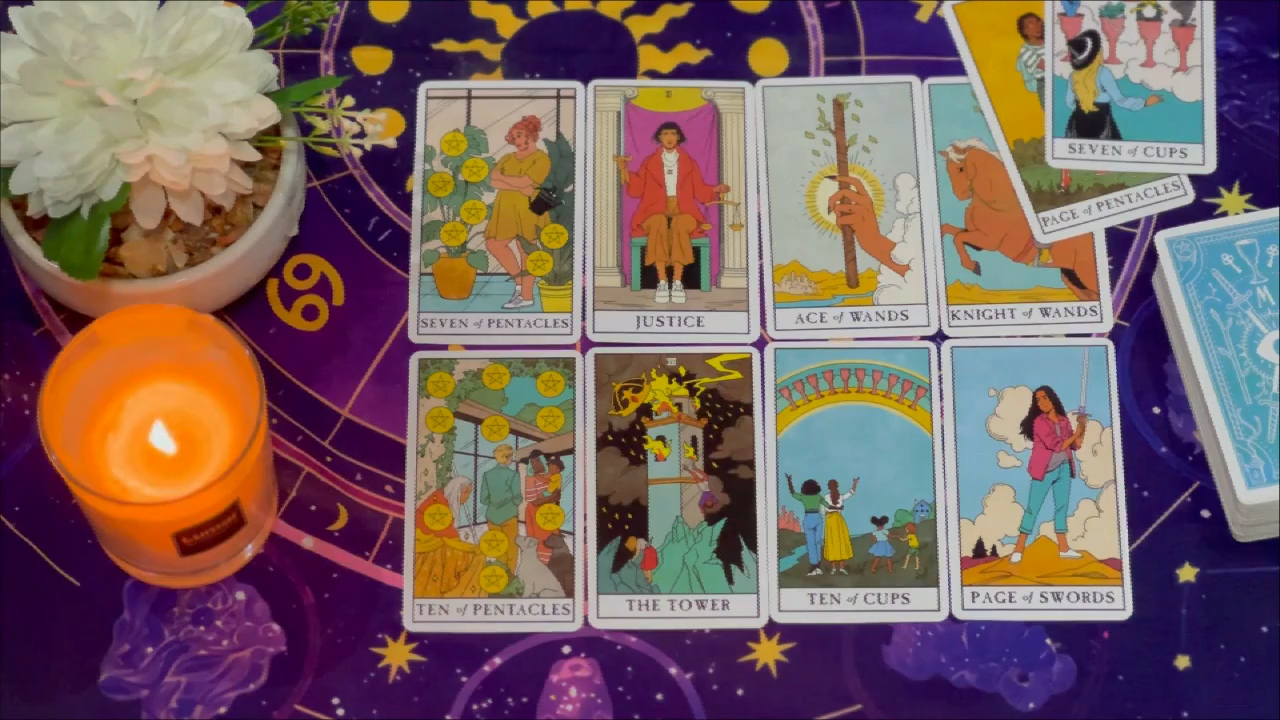 SEVEN of CUPS
PAGE of PENTACLES
SEVEN of PENTACLES
JUSTICE
ACE of WANDS
KNIGHT of WANDS
TEN of PENTACLES
THE TOWER
TEN of CUPS
PAGE of SWORDS